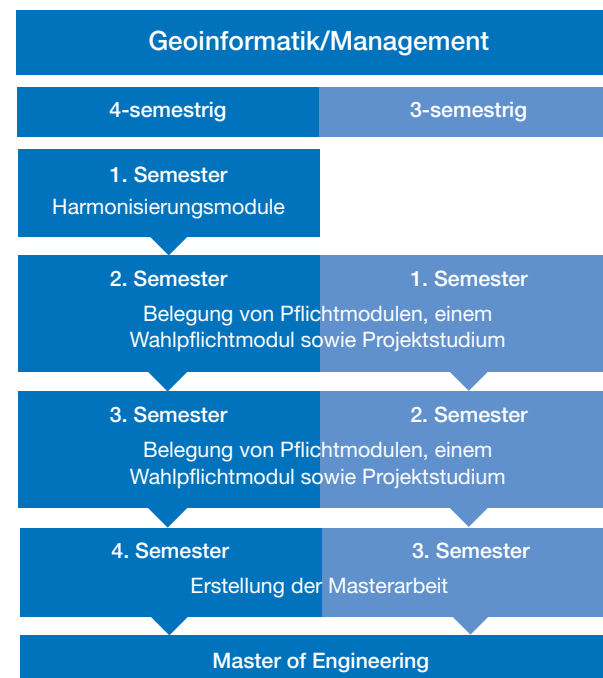 Geoinformatik/Management
4-semestrig
3-semestrig
1. Semester
Harmonisierungsmodule
2. Semester
1. Semester
Belegung von Pflichtmodulen, einem
Wahlpflichtmodul sowie Projektstudium
3. Semester
2. Semester
Belegung von Pflichtmodulen, einem
Wahlpflichtmodul sowie Projektstudium
4. Semester
3. Semester
Erstellung der Masterarbeit
Master of Engineering